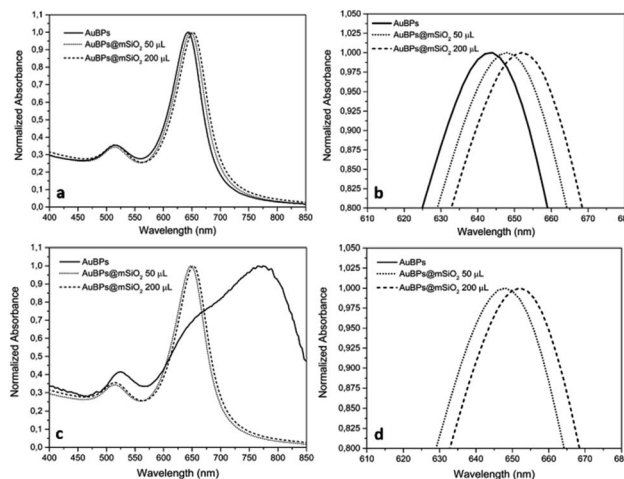 AuBPs
AuBPs@mSiO₂ 50 µL
AuBPs@mSiO₂ 200 µL
Normalized Absorbance
1,0
0,9
0,8
0,7
0,6
0,5
0,4
0,3
0,2
0,1
0,0
a
400 450 500 550 600 650 700 750 800 850
Wavelength (nm)
AuBPs
AuBPs@mSiO₂ 50 µL
AuBPs@mSiO₂ 200 µL
Normalized Absorbance
1,000
0,975
0,950
0,925
0,900
0,875
0,850
0,825
0,800
b
610 620 630 640 650 660 670 680
Wavelength (nm)
AuBPs
AuBPs@mSiO₂ 50 µL
AuBPs@mSiO₂ 200 µL
Normalized Absorbance
1,1
1,0
0,9
0,8
0,7
0,6
0,5
0,4
0,3
0,2
0,1
0,0
c
400 450 500 550 600 650 700 750 800 850
Wavelength (nm)
AuBPs
AuBPs@mSiO₂ 50 µL
AuBPs@mSiO₂ 200 µL
Normalized Absorbance
1,050
1,025
1,000
0,975
0,950
0,925
0,900
0,875
0,850
0,825
0,800
d
610 620 630 640 650 660 670 680
Wavelength (nm)